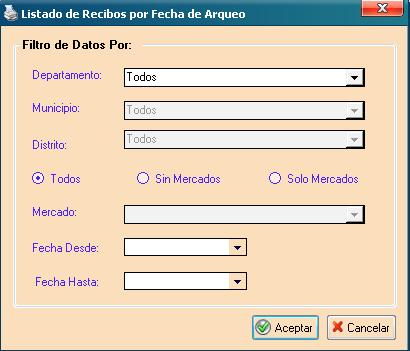 Listado de Recibos por Fecha de Arqueo
Filtro de Datos Por:
Departamento: Todos
Municipio: Todos
Distrito: Todos
Todos Sin Mercados Solo Mercados
Mercado:
Fecha Desde:
Fecha Hasta:
Aceptar Cancelar